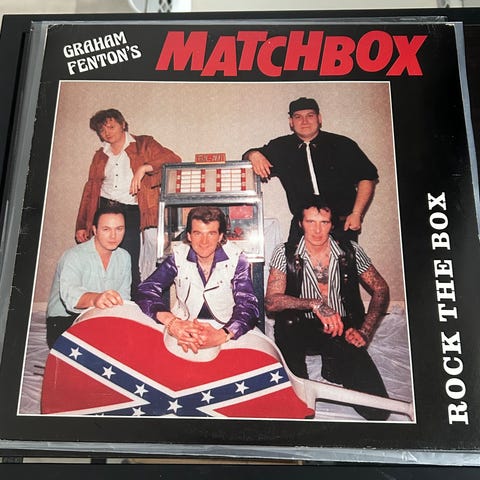 GRAHAM
FENTON'S
MATCHBOX
ROCK THE BOX